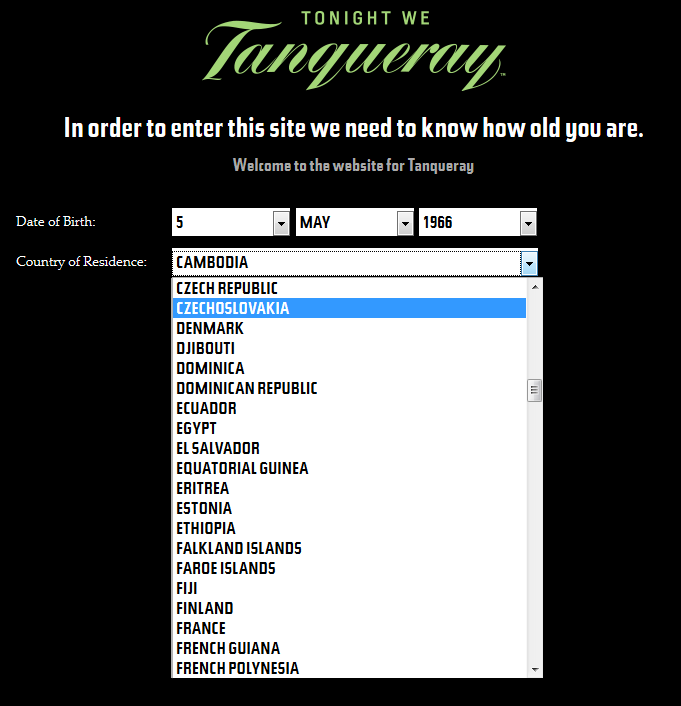 TONIGHT WE
Tanqueray™
In order to enter this site we need to know how old you are.
Welcome to the website for Tanqueray
Date of Birth: 5 MAY 1966
Country of Residence: CAMBODIA
CZECH REPUBLIC
CZECHOSLOVAKIA
DENMARK
DJIBOUTI
DOMINICA
DOMINICAN REPUBLIC
ECUADOR
EGYPT
EL SALVADOR
EQUATORIAL GUINEA
ERITREA
ESTONIA
ETHIOPIA
FALKLAND ISLANDS
FAROE ISLANDS
FIJI
FINLAND
FRANCE
FRENCH GUIANA
FRENCH POLYNESIA